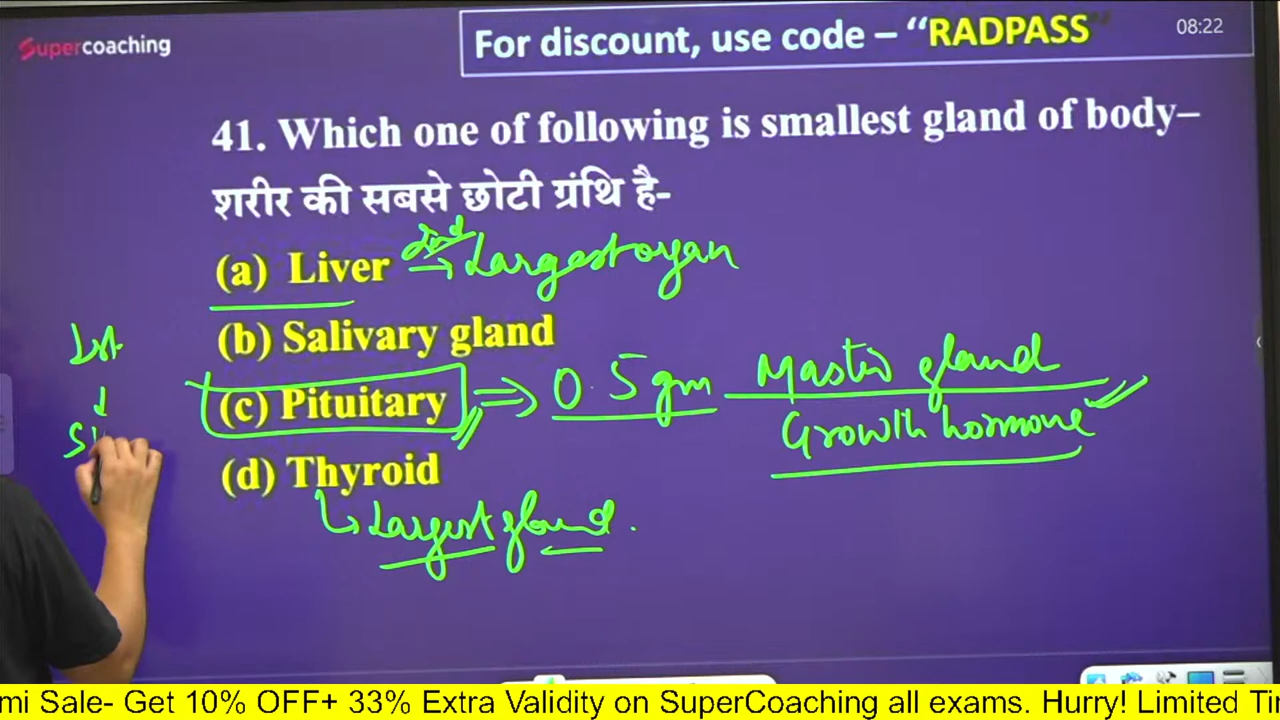 Supercoaching
For discount, use code – “RADPASS”
08:22
41. Which one of following is smallest gland of body–
शरीर की सबसे छोटी ग्रंथि है-
(a) Liver → Largest organ
(b) Salivary gland
(c) Pituitary ⇒ 0.5 gm Master gland
Growth hormone
(d) Thyroid
↳ Largest gland.
1st
↓
mi Sale- Get 10% OFF+ 33% Extra Validity on SuperCoaching all exams. Hurry! Limited Ti